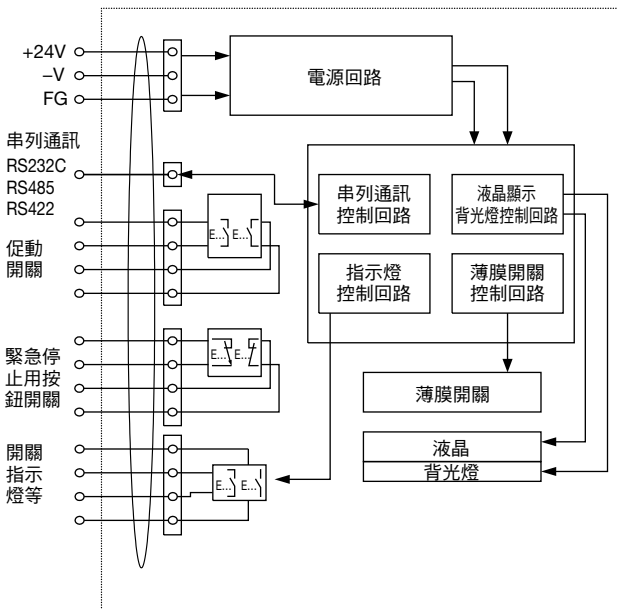 +24V
–V
FG
電源回路
串列通訊
RS232C
RS485
RS422
串列通訊
控制回路
液晶顯示
背光燈控制回路
促動
開關
E...
E...
指示燈
控制回路
薄膜開關
控制回路
緊急停
止用按
鈕開關
E...
E...
薄膜開關
開關
指示
燈等
E...
E...
液晶
背光燈